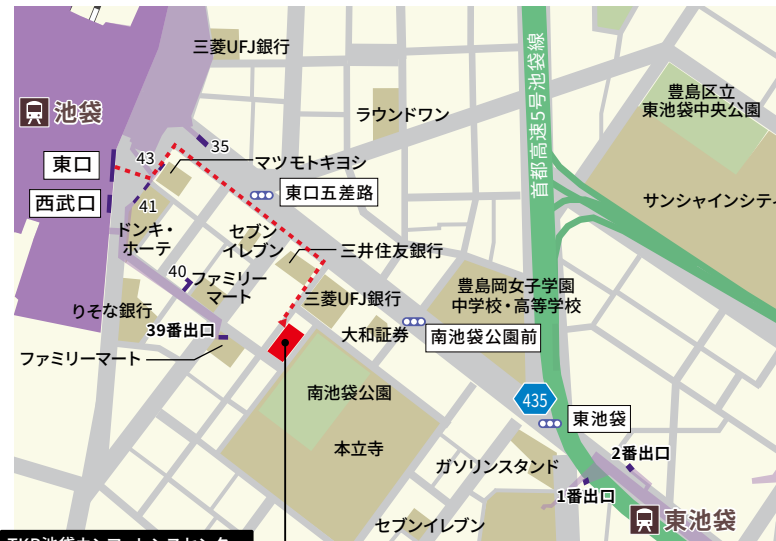 三菱UFJ銀行
首都高速5号池袋線
豊島区立
東池袋中央公園
池袋
ラウンドワン
35
43
東口
マツモトキヨシ
東口五差路
西武口
41
サンシャインシティ
ドンキ・
ホーテ
セブン
イレブン
三井住友銀行
40
ファミリー
マート
豊島岡女子学園
中学校・高等学校
りそな銀行
三菱UFJ銀行
39番出口
大和証券
南池袋公園前
ファミリーマート
南池袋公園
435
東池袋
本立寺
ガソリンスタンド
2番出口
1番出口
セブンイレブン
東池袋